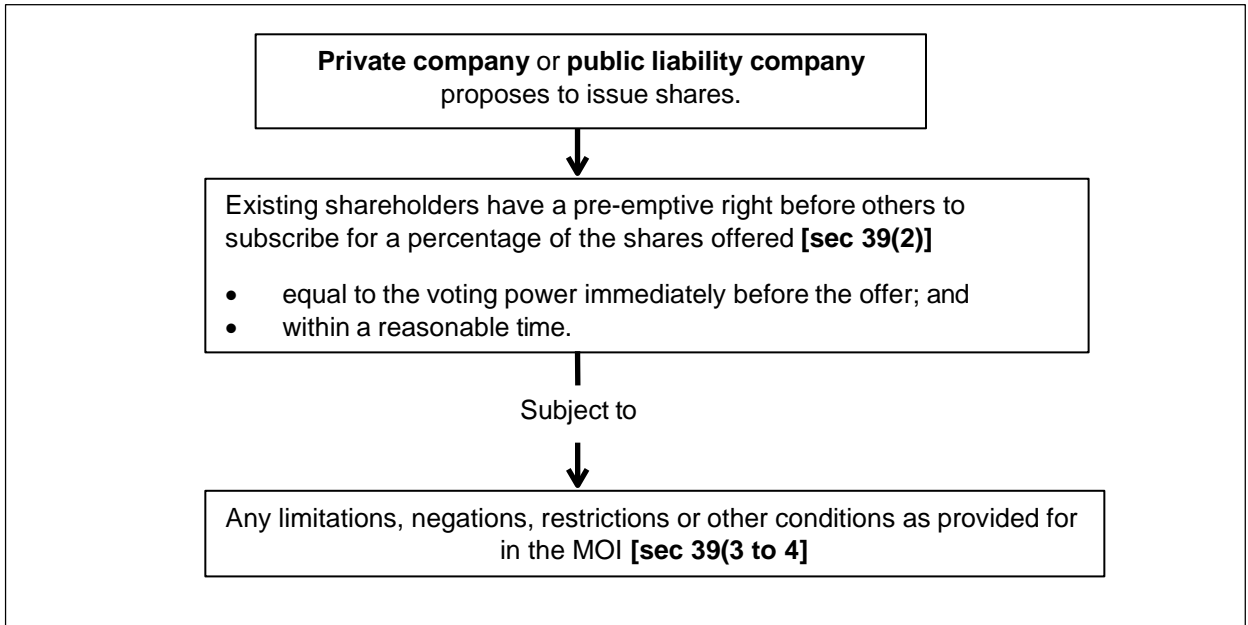 Private company or public liability company
proposes to issue shares.
Existing shareholders have a pre-emptive right before others to
subscribe for a percentage of the shares offered [sec 39(2)]
• equal to the voting power immediately before the offer; and
• within a reasonable time.
Subject to
Any limitations, negations, restrictions or other conditions as provided for
in the MOI [sec 39(3 to 4]